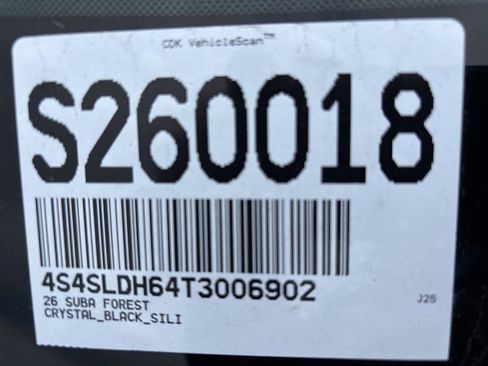 CDK VehicleScan™
S260018
4S4SLDH64T3006902
26 SUBA FOREST
CRYSTAL_BLACK_SILI
J25